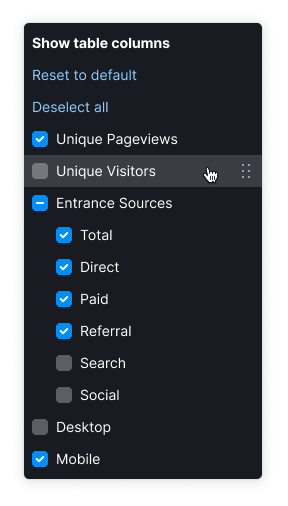 Show table columns
Reset to default
Deselect all
Unique Pageviews
Unique Visitors
Entrance Sources
Total
Direct
Paid
Referral
Search
Social
Desktop
Mobile